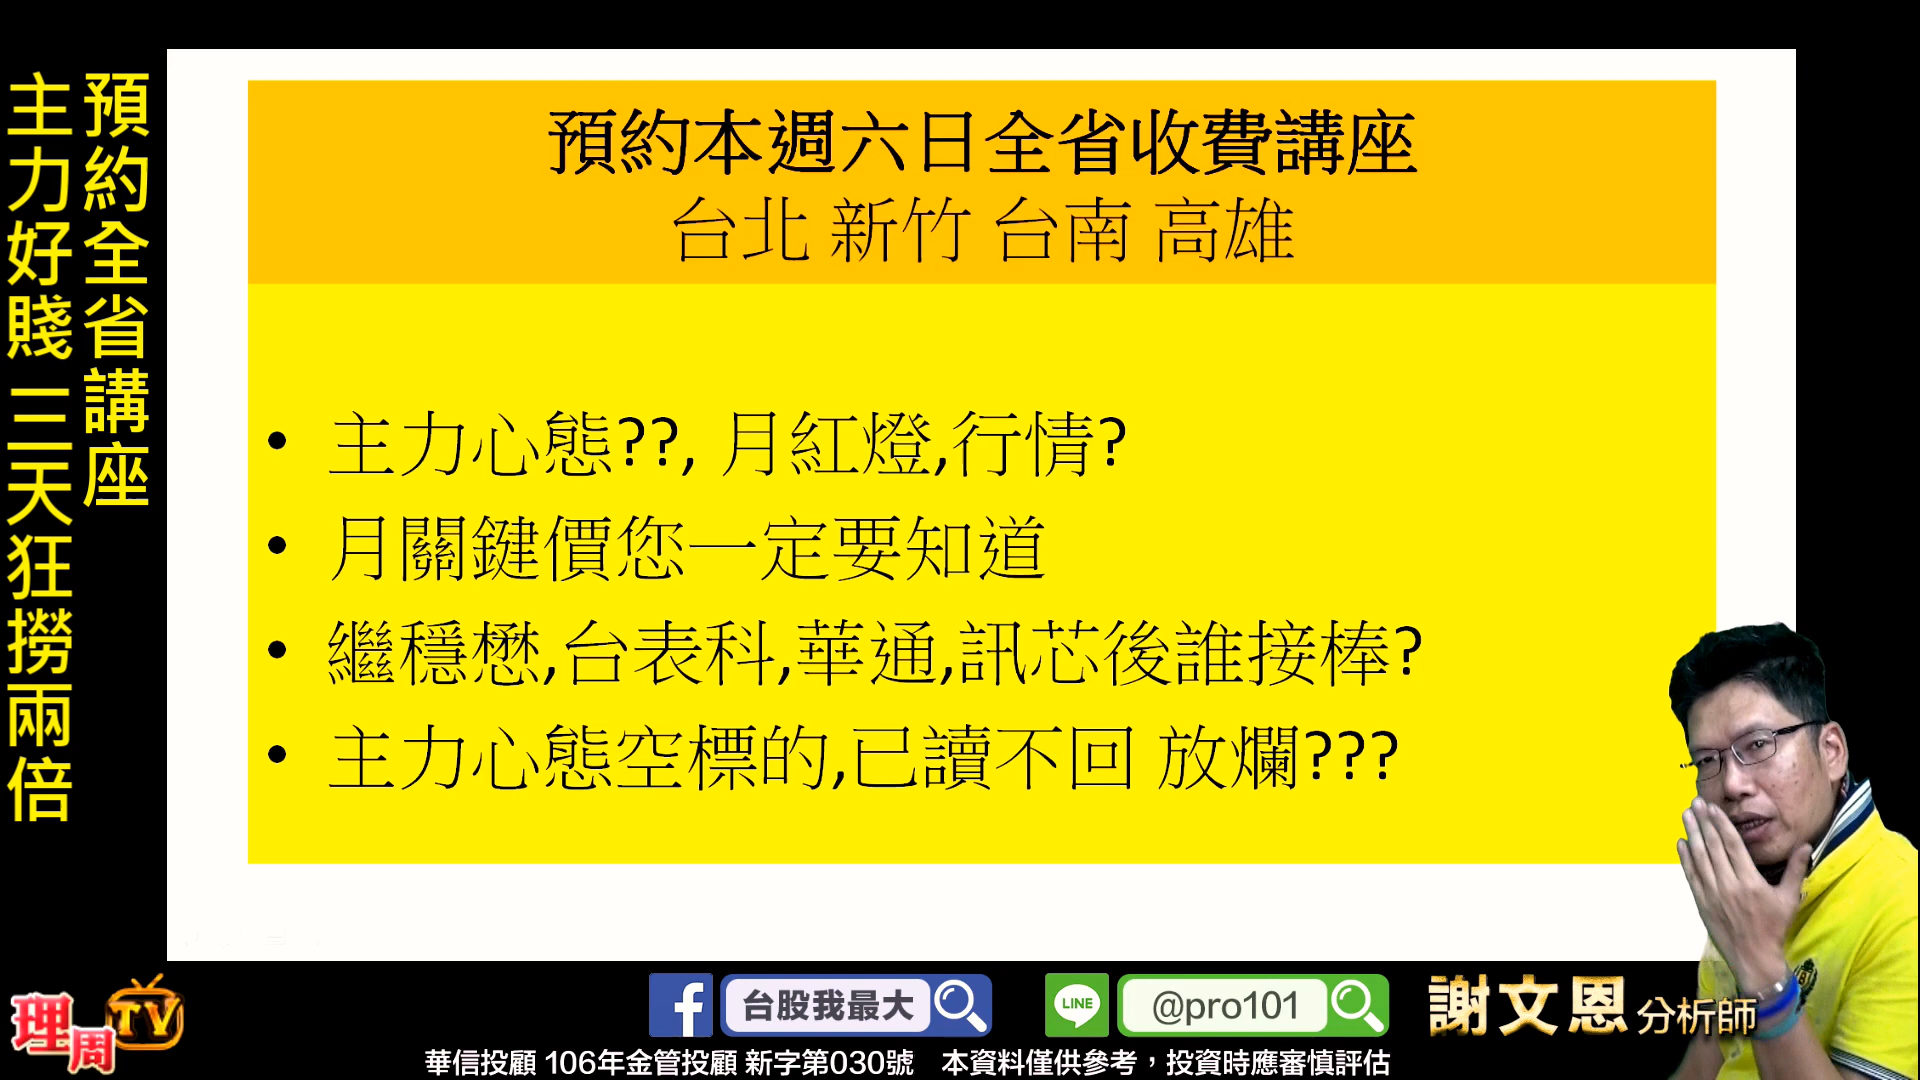 預約全省講座
主力好賤 三天狂撈兩倍
預約本週六日全省收費講座
台北 新竹 台南 高雄
• 主力心態??, 月紅燈,行情?
• 月關鍵價您一定要知道
• 繼穩懋,台表科,華通,訊芯後誰接棒?
• 主力心態空標的,已讀不回 放爛???
理周TV
f 台股我最大
LINE @pro101
謝文恩 分析師
華信投顧 106年金管投顧 新字第030號 本資料僅供參考，投資時應審慎評估